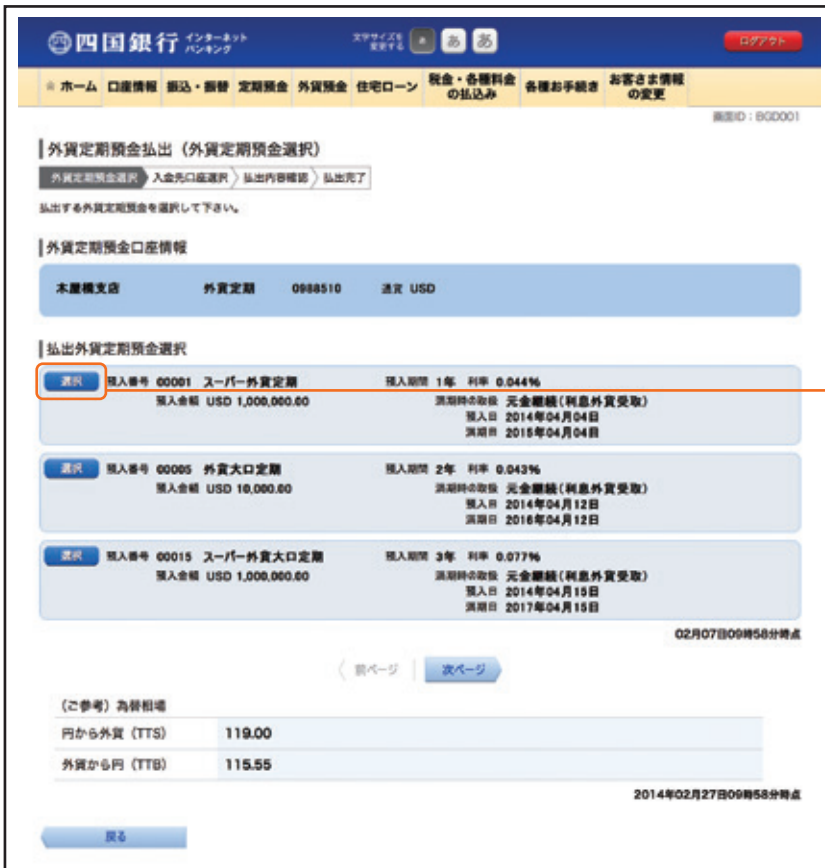 四国銀行 インターネットバンキング 文字サイズを変更する あ あ あ ログアウト
ホーム 口座情報 振込・振替 定期預金 外貨預金 住宅ローン 税金・各種料金の払込み 各種お手続き お客さま情報の変更
画面ID：BGD001
外貨定期預金払出（外貨定期預金選択）
外貨定期預金選択 入金先口座選択 払出内容確認 払出完了
払出する外貨定期預金を選択して下さい。
外貨定期預金口座情報
木屋橋支店 外貨定期 0988510 通貨 USD
払出外貨定期預金選択
選択 預入番号 00001 スーパー外貨定期 預入期間 1年 利率 0.044%
預入金額 USD 1,000,000.00 満期時の取扱 元金継続(利息外貨受取)
預入日 2014年04月04日
満期日 2015年04月04日
選択 預入番号 00005 外貨大口定期 預入期間 2年 利率 0.043%
預入金額 USD 10,000.00 満期時の取扱 元金継続(利息外貨受取)
預入日 2014年04月12日
満期日 2016年04月12日
選択 預入番号 00015 スーパー外貨大口定期 預入期間 3年 利率 0.077%
預入金額 USD 1,000,000.00 満期時の取扱 元金継続(利息外貨受取)
預入日 2014年04月15日
満期日 2017年04月15日
02月07日09時58分時点
前ページ 次ページ
（ご参考）為替相場
円から外貨（TTS） 119.00
外貨から円（TTB） 115.55
2014年02月27日09時58分時点
戻る